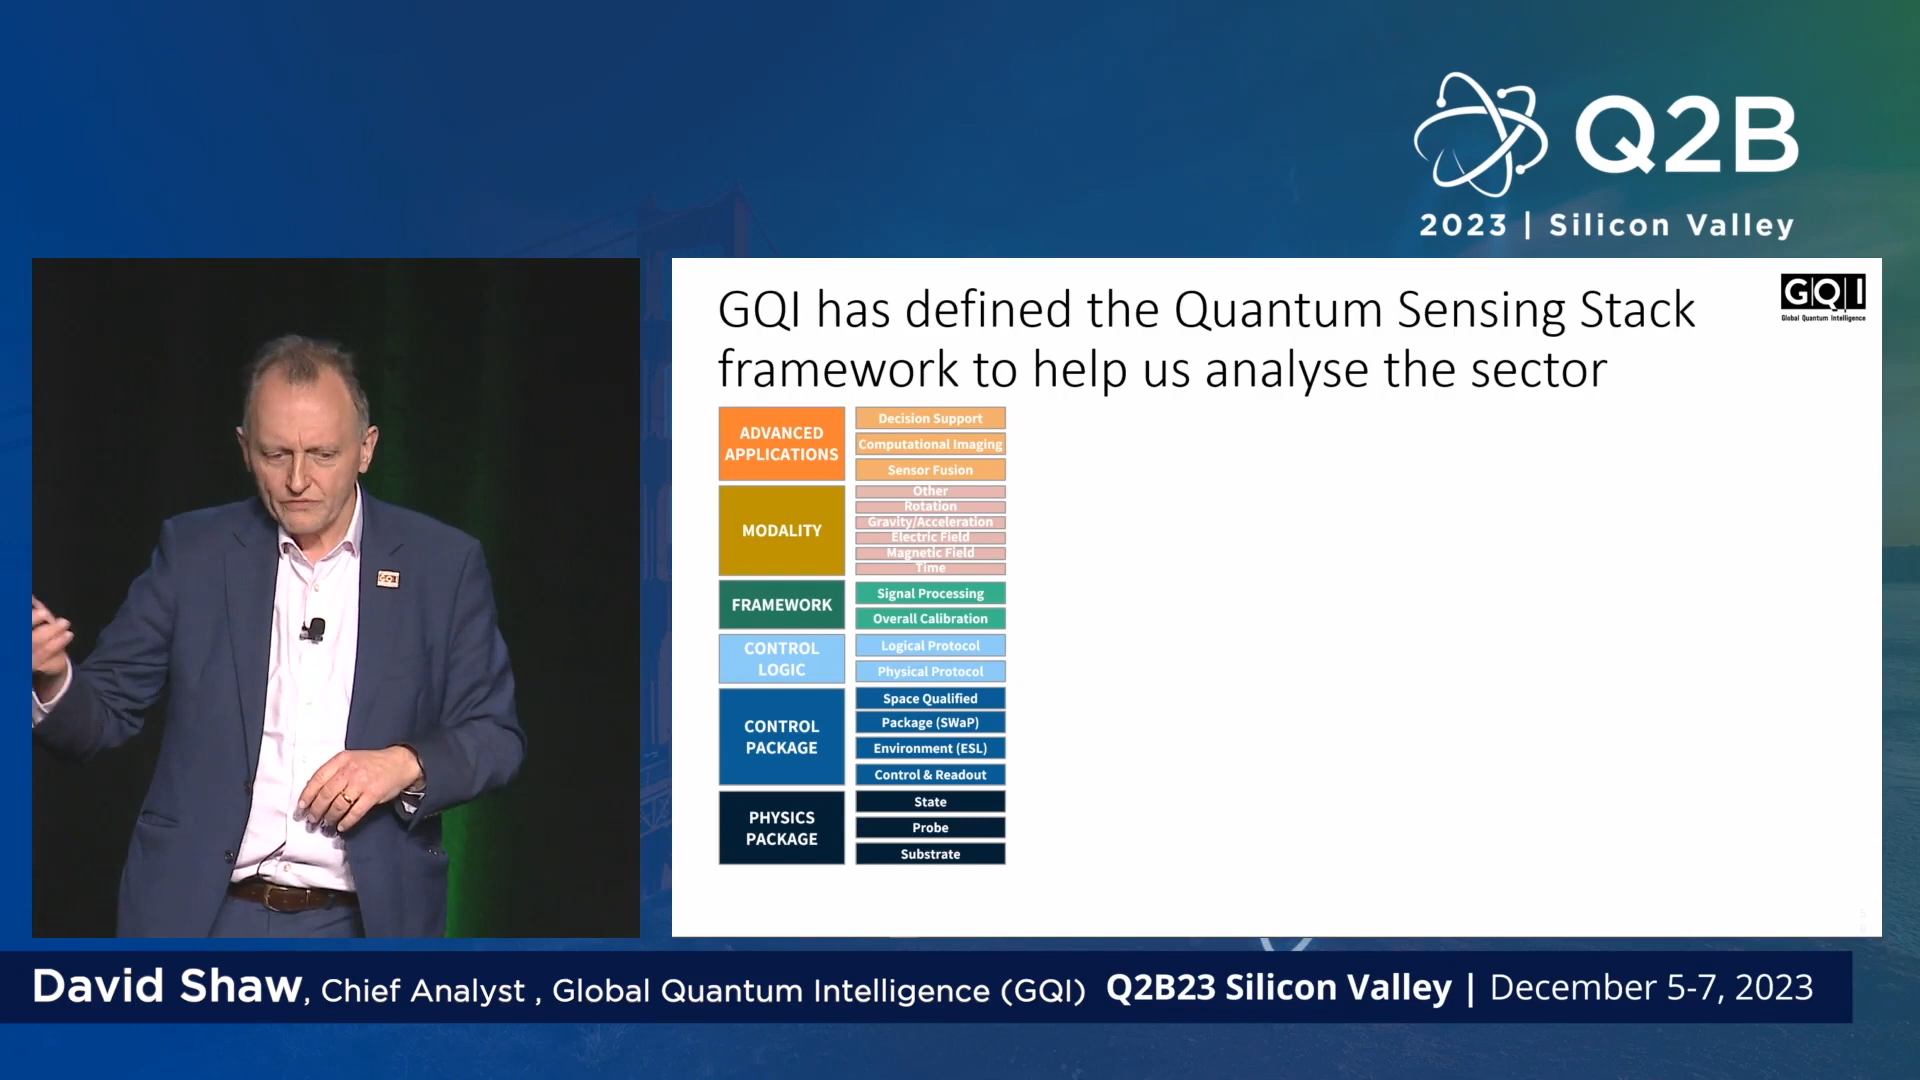 Q2B
2023 | Silicon Valley
GQI has defined the Quantum Sensing Stack
framework to help us analyse the sector
GQI
Global Quantum Intelligence
ADVANCED
APPLICATIONS
Decision Support
Computational Imaging
Sensor Fusion
MODALITY
Other
Rotation
Gravity/Acceleration
Electric Field
Magnetic Field
Time
FRAMEWORK
Signal Processing
Overall Calibration
CONTROL
LOGIC
Logical Protocol
Physical Protocol
CONTROL
PACKAGE
Space Qualified
Package (SWaP)
Environment (ESL)
Control & Readout
PHYSICS
PACKAGE
State
Probe
Substrate
GQI
David Shaw, Chief Analyst , Global Quantum Intelligence (GQI) Q2B23 Silicon Valley | December 5-7, 2023